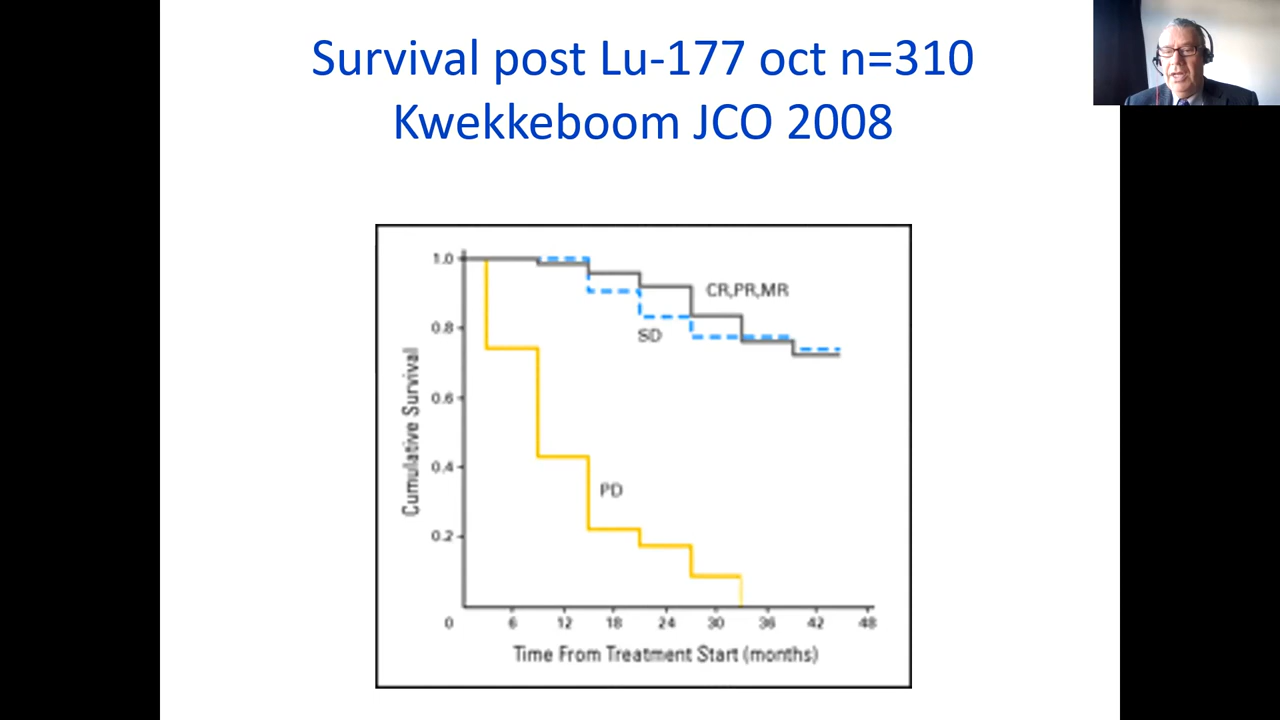 Survival post Lu-177 oct n=310
Kwekkeboom JCO 2008
1.0
CR,PR,MR
0.8
SD
0.6
Cumulative Survival
0.4
PD
0.2
0 6 12 18 24 30 36 42 48
Time From Treatment Start (months)